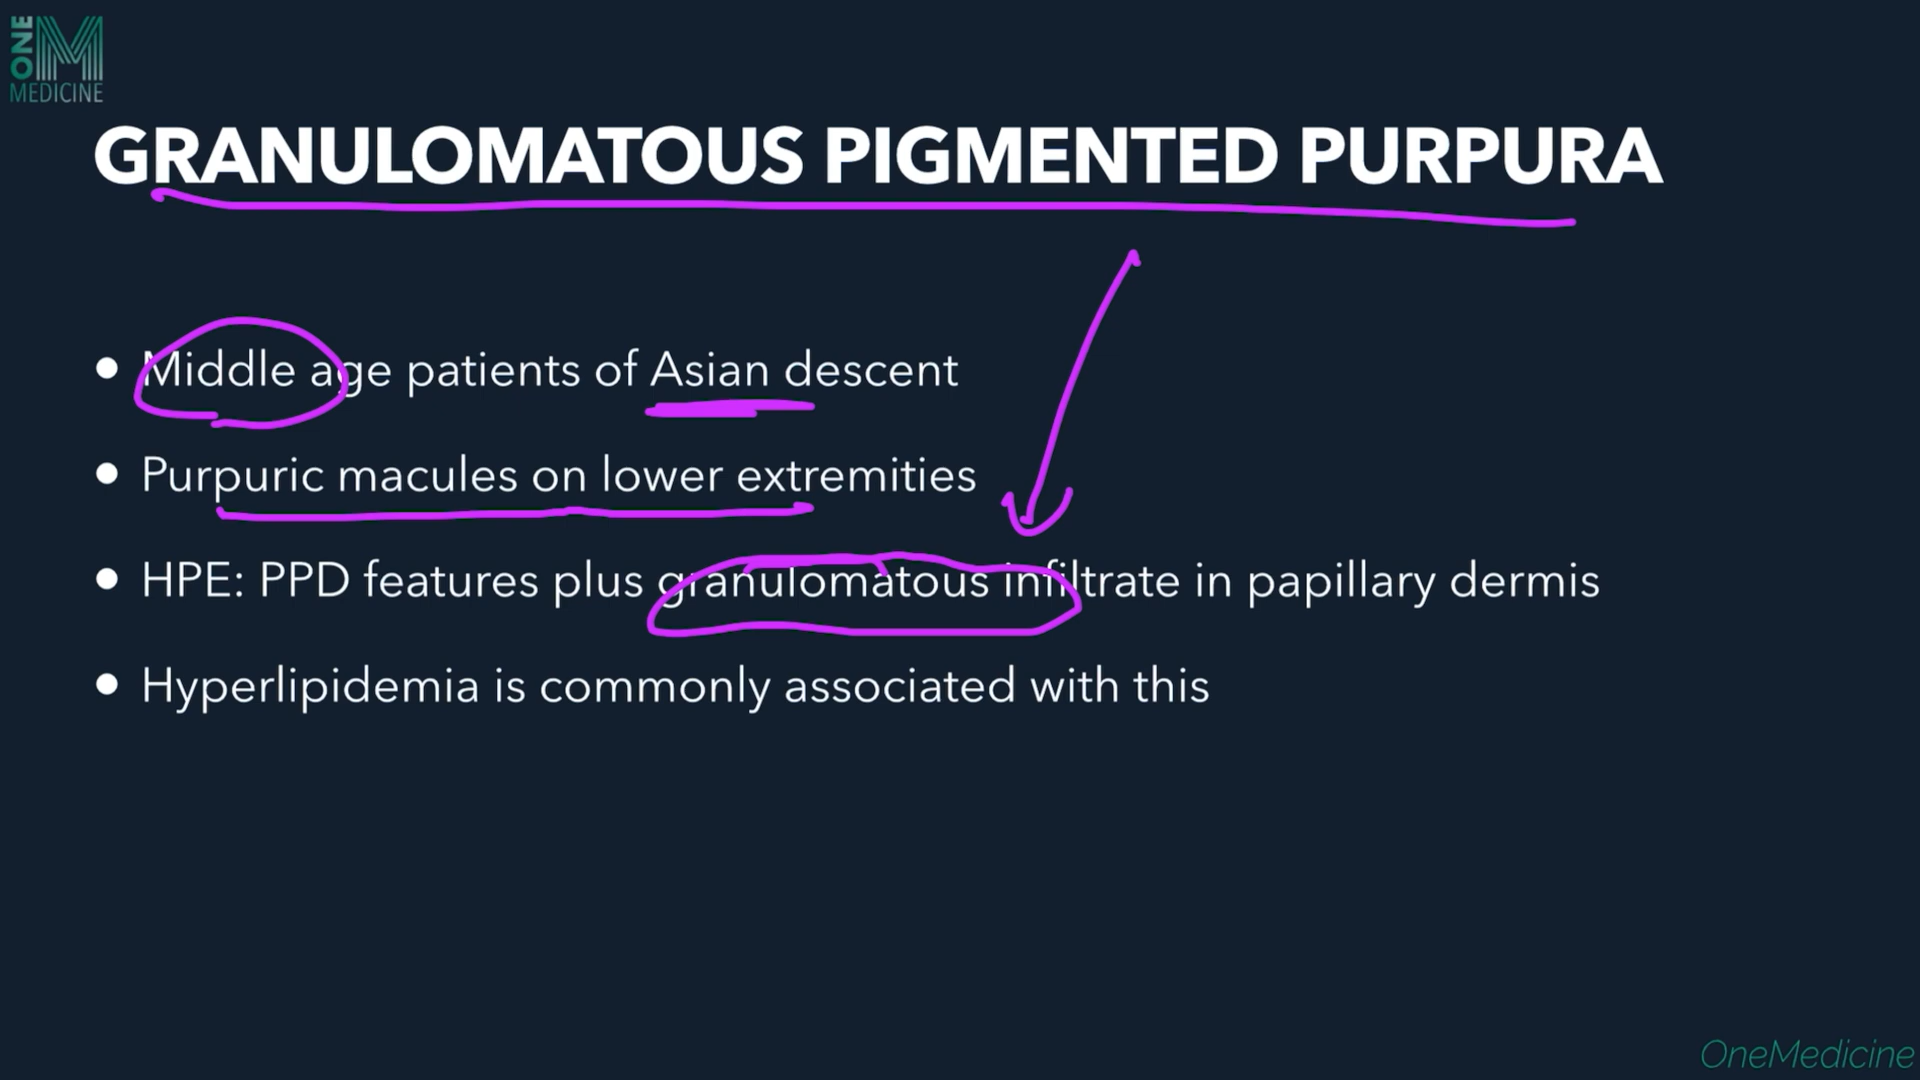 ONE M
MEDICINE
GRANULOMATOUS PIGMENTED PURPURA
• Middle age patients of Asian descent
• Purpuric macules on lower extremities
• HPE: PPD features plus granulomatous infiltrate in papillary dermis
• Hyperlipidemia is commonly associated with this
OneMedicine